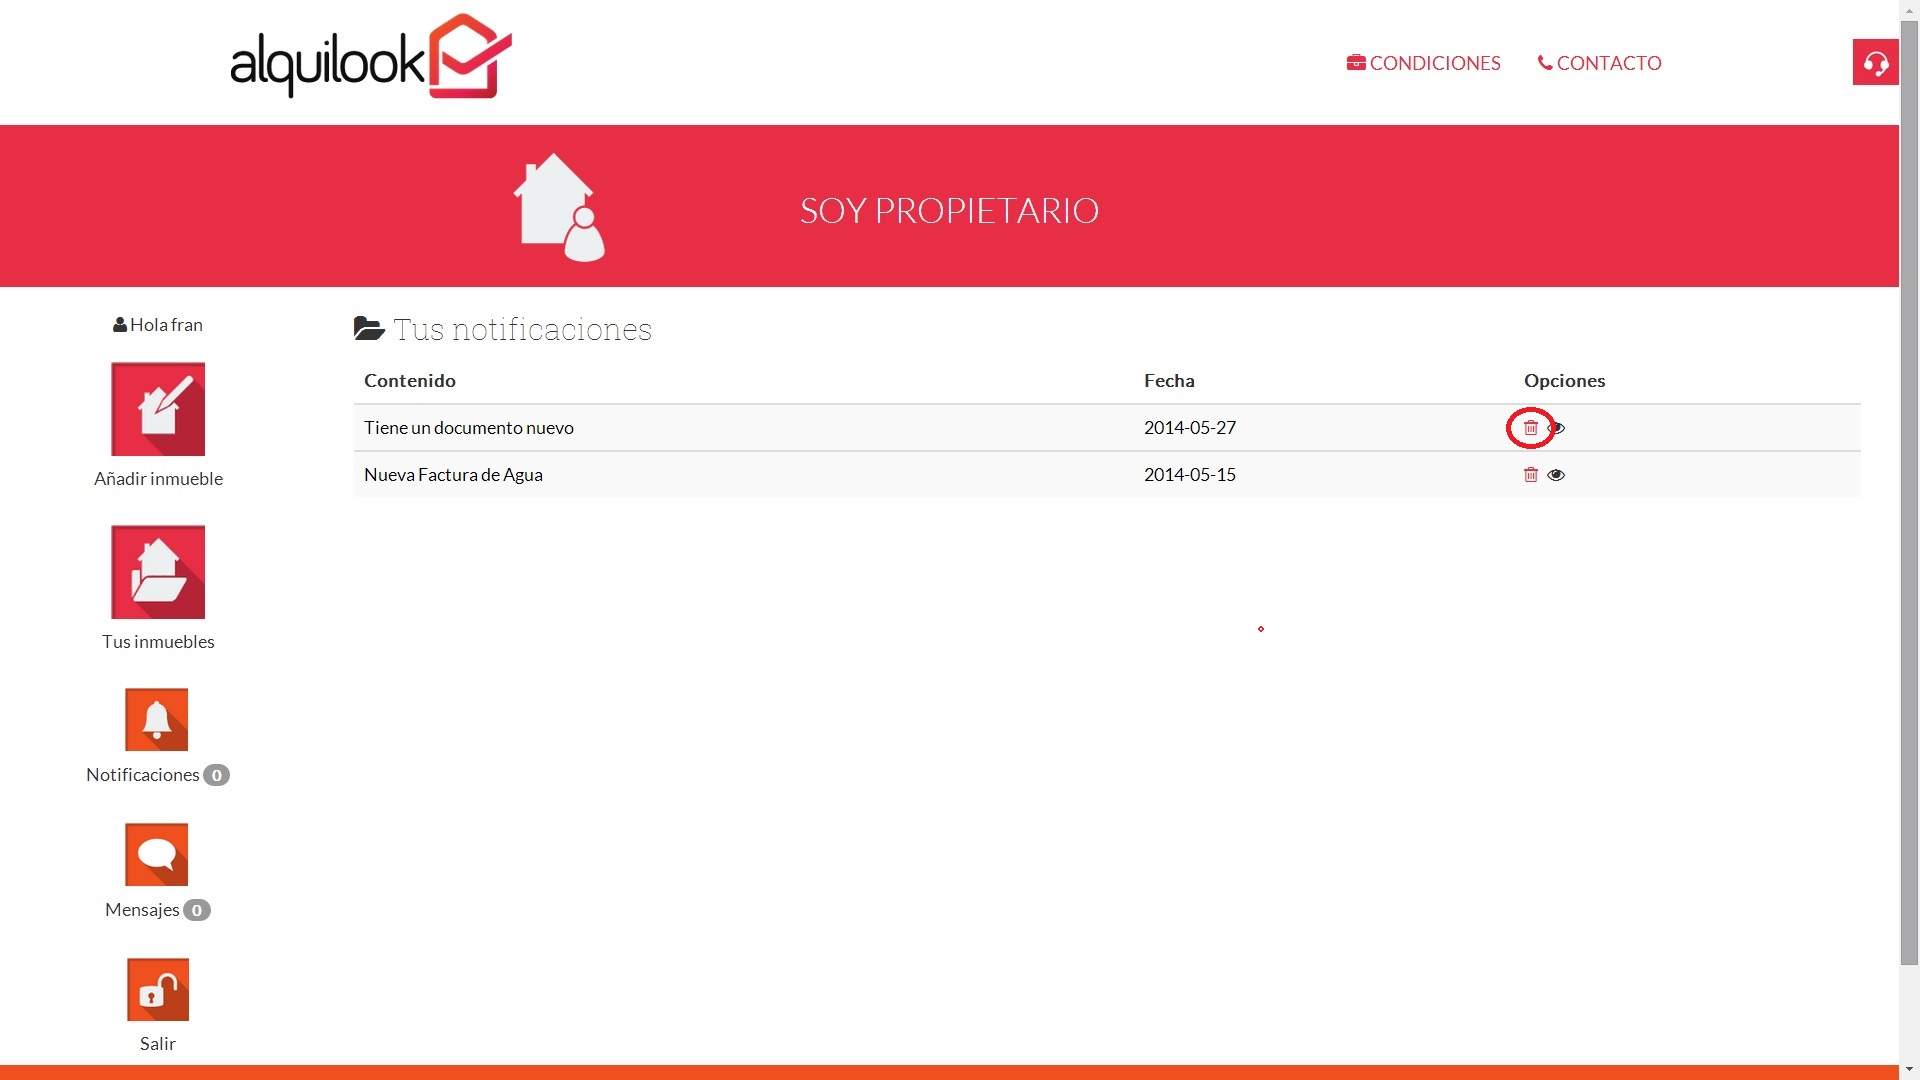 alquilook
CONDICIONES
CONTACTO
SOY PROPIETARIO
Hola fran
Añadir inmueble
Tus inmuebles
Notificaciones 0
Mensajes 0
Salir
Tus notificaciones
Contenido Fecha Opciones
Tiene un documento nuevo 2014-05-27
Nueva Factura de Agua 2014-05-15